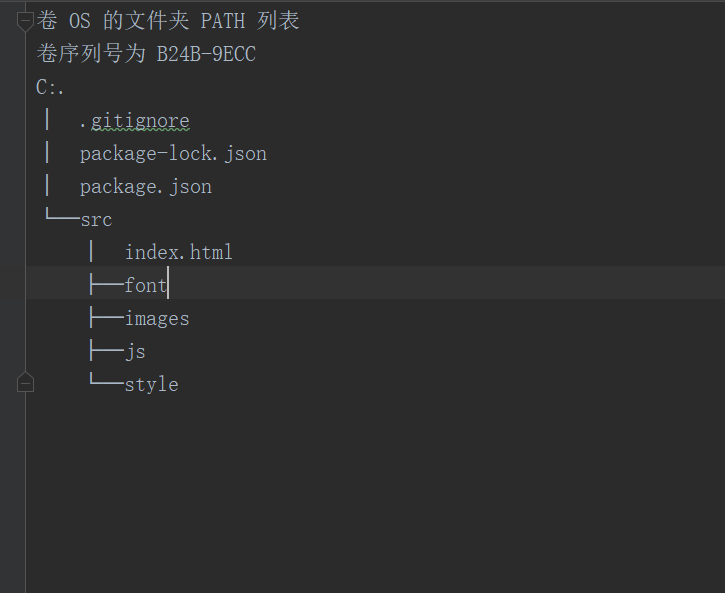 卷 OS 的文件夹 PATH 列表
卷序列号为 B24B-9ECC
C:.
│  .gitignore
│  package-lock.json
│  package.json
└──src
    │  index.html
    ├──font
    ├──images
    ├──js
    └──style